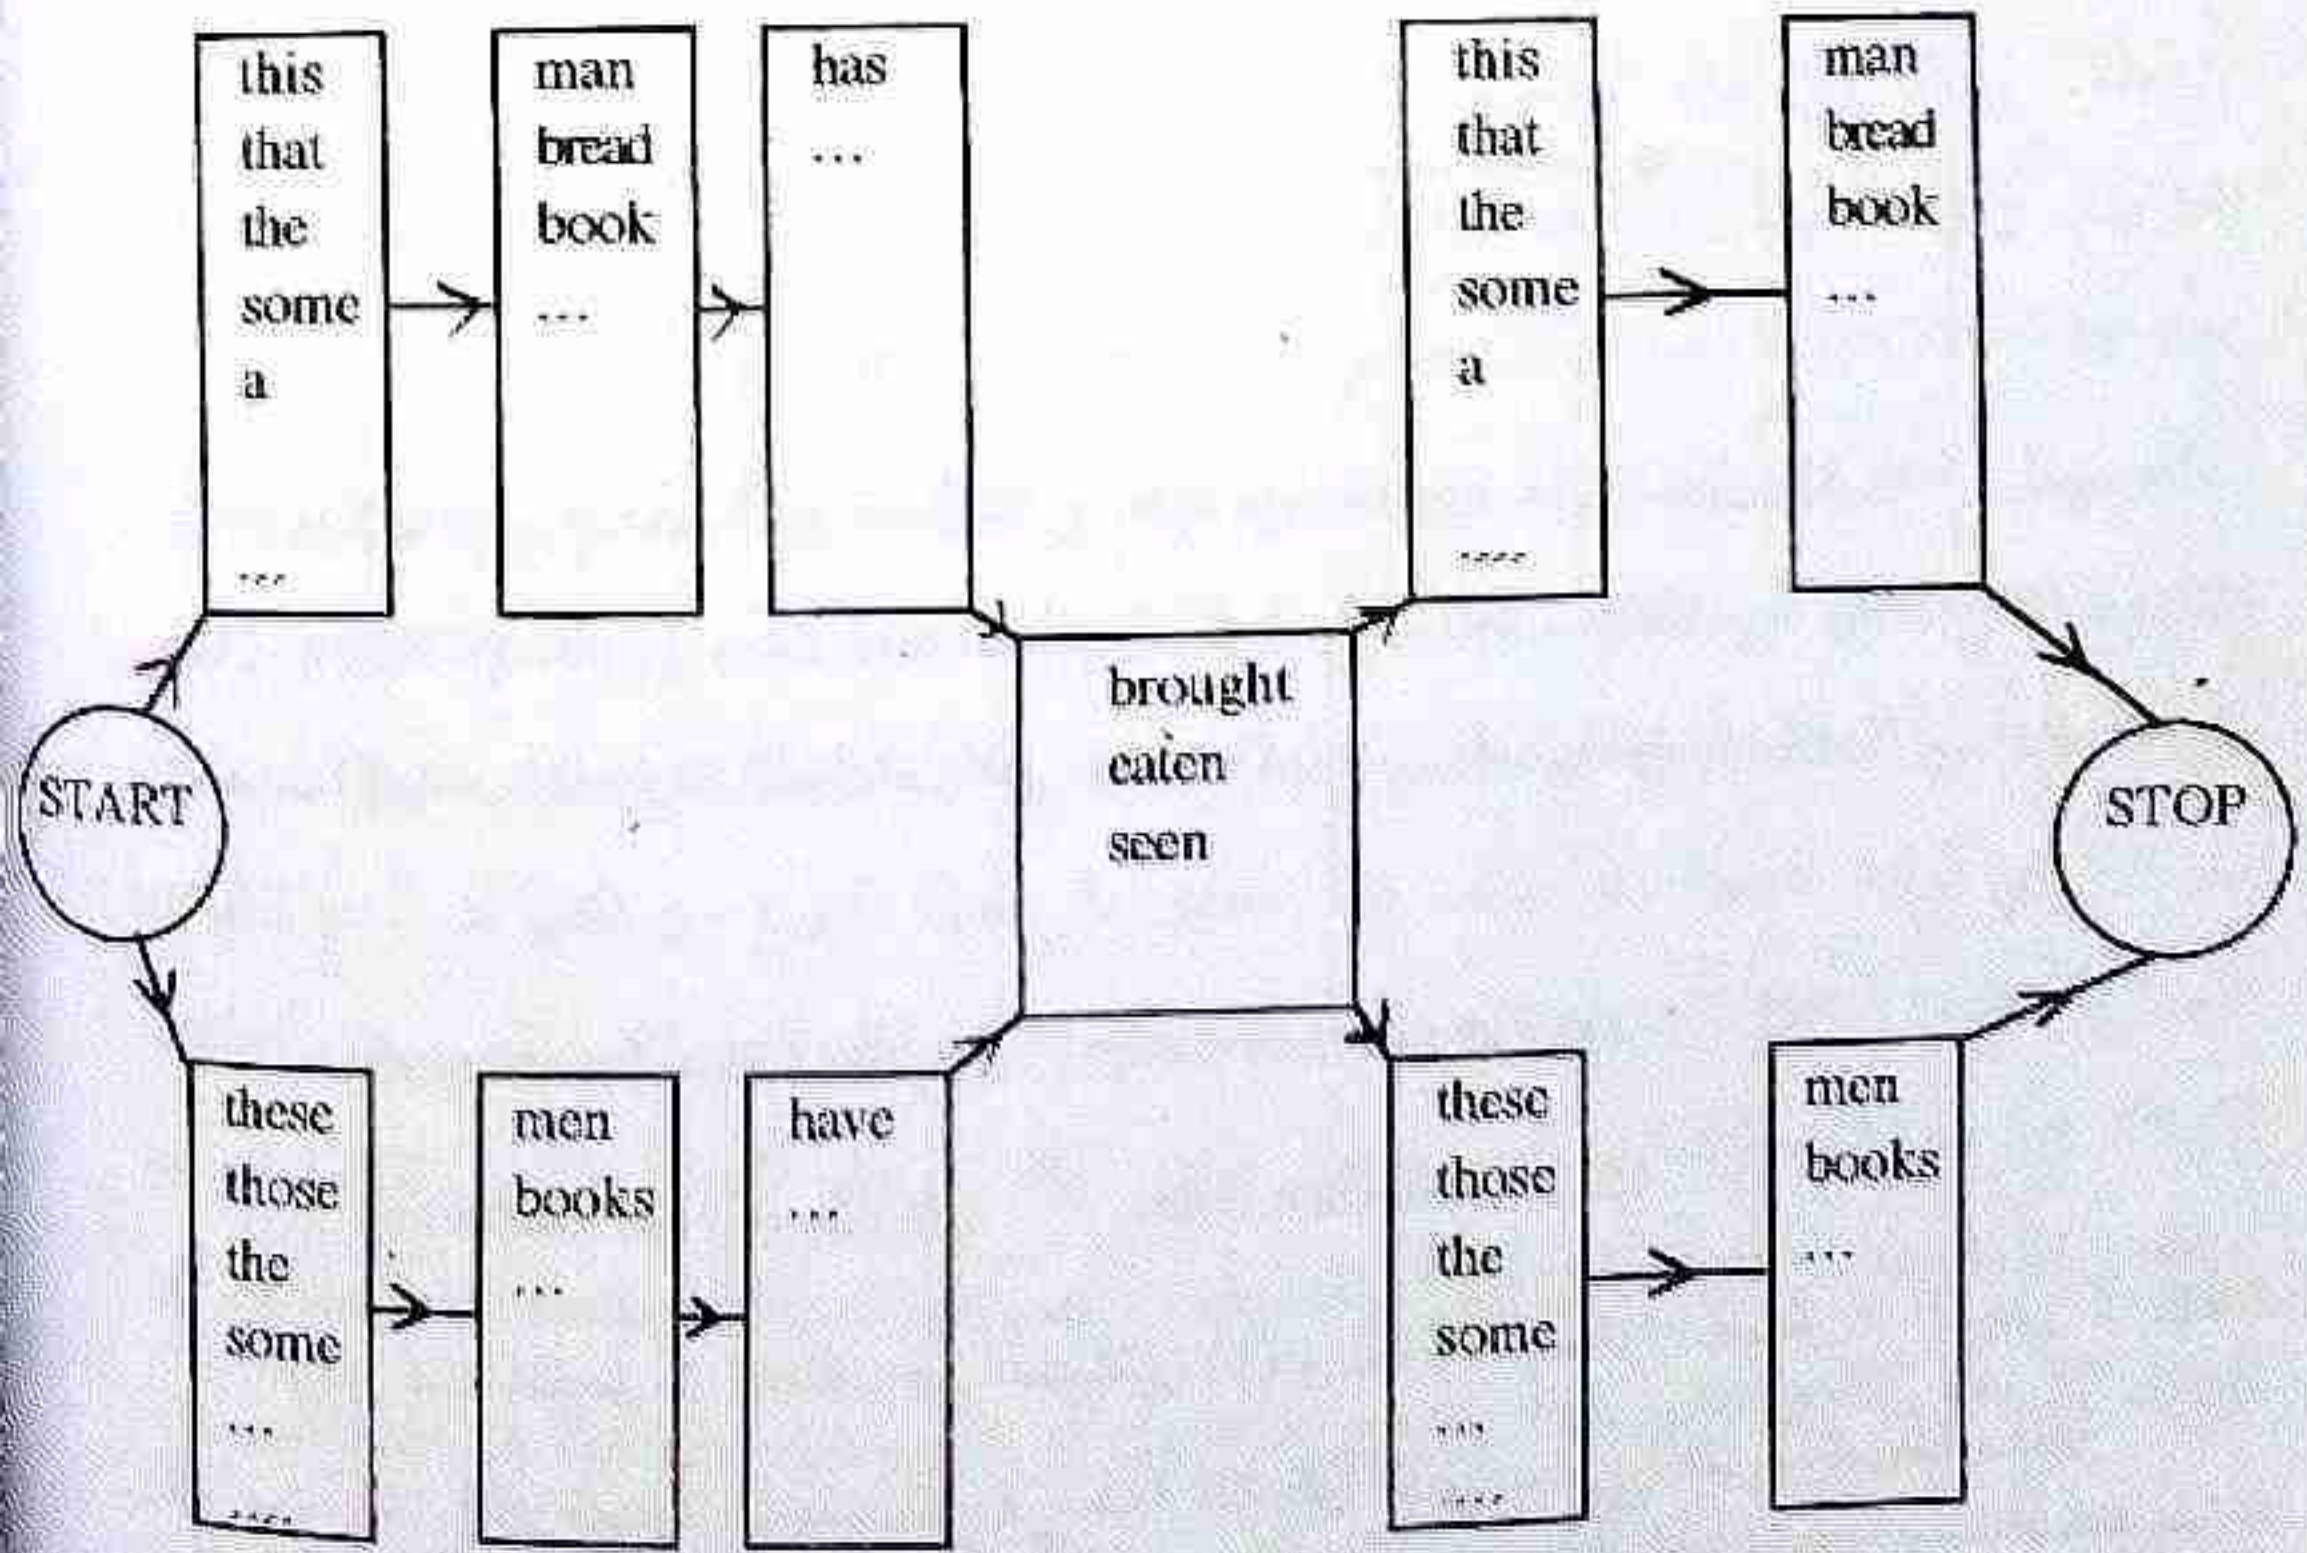 this
that
the
some
a
...
man
bread
book
...
has
...
this
that
the
some
a
....
man
bread
book
...
START
brought
eaten
seen
STOP
these
those
the
some
...
....
men
books
...
have
...
these
those
the
some
...
....
men
books
...